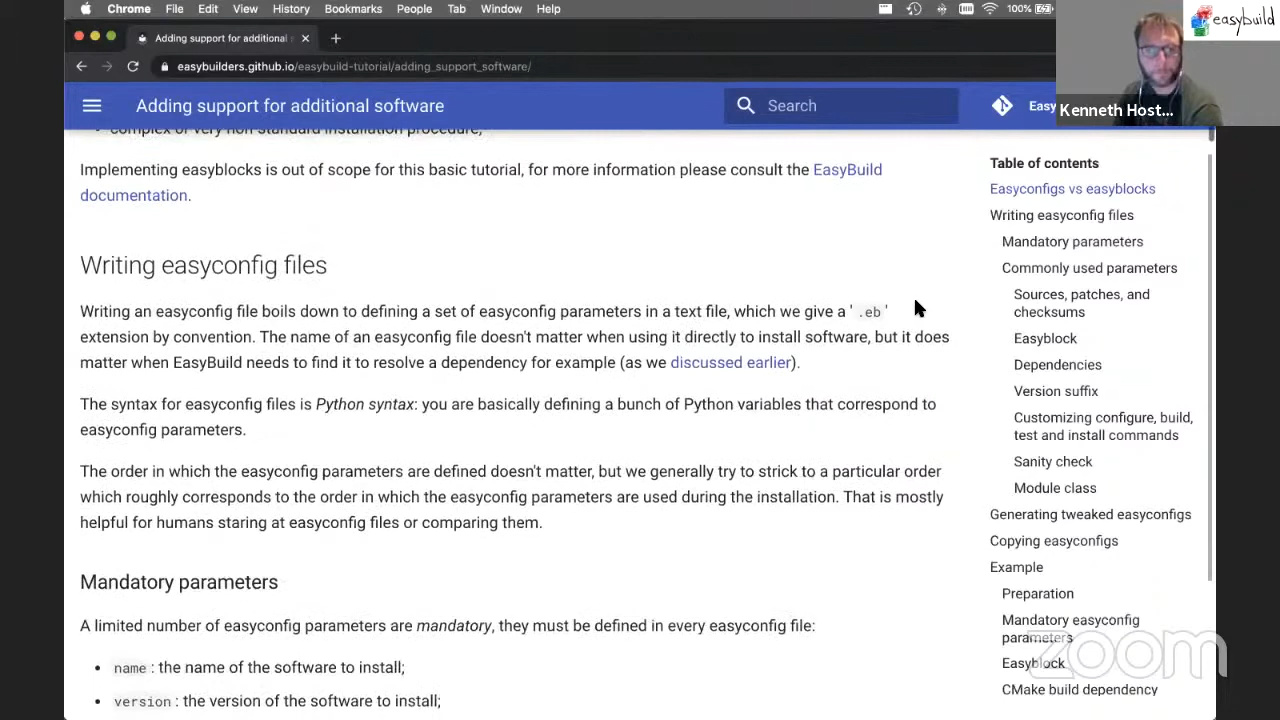 Chrome File Edit View History Bookmarks People Tab Window Help 100%
Adding support for additional
easybuilders.github.io/easybuild-tutorial/adding_support_software/
easybuild
Kenneth Host...
Adding support for additional software
Search
Easy
complex or very non standard installation procedure;
Implementing easyblocks is out of scope for this basic tutorial, for more information please consult the EasyBuild
documentation.
Writing easyconfig files
Writing an easyconfig file boils down to defining a set of easyconfig parameters in a text file, which we give a '.eb'
extension by convention. The name of an easyconfig file doesn't matter when using it directly to install software, but it does
matter when EasyBuild needs to find it to resolve a dependency for example (as we discussed earlier).
The syntax for easyconfig files is Python syntax: you are basically defining a bunch of Python variables that correspond to
easyconfig parameters.
The order in which the easyconfig parameters are defined doesn't matter, but we generally try to strick to a particular order
which roughly corresponds to the order in which the easyconfig parameters are used during the installation. That is mostly
helpful for humans staring at easyconfig files or comparing them.
Mandatory parameters
A limited number of easyconfig parameters are mandatory, they must be defined in every easyconfig file:
• name : the name of the software to install;
• version : the version of the software to install;
Table of contents
Easyconfigs vs easyblocks
Writing easyconfig files
Mandatory parameters
Commonly used parameters
Sources, patches, and
checksums
Easyblock
Dependencies
Version suffix
Customizing configure, build,
test and install commands
Sanity check
Module class
Generating tweaked easyconfigs
Copying easyconfigs
Example
Preparation
Mandatory easyconfig
parameters
Easyblock
CMake build dependency
zoom